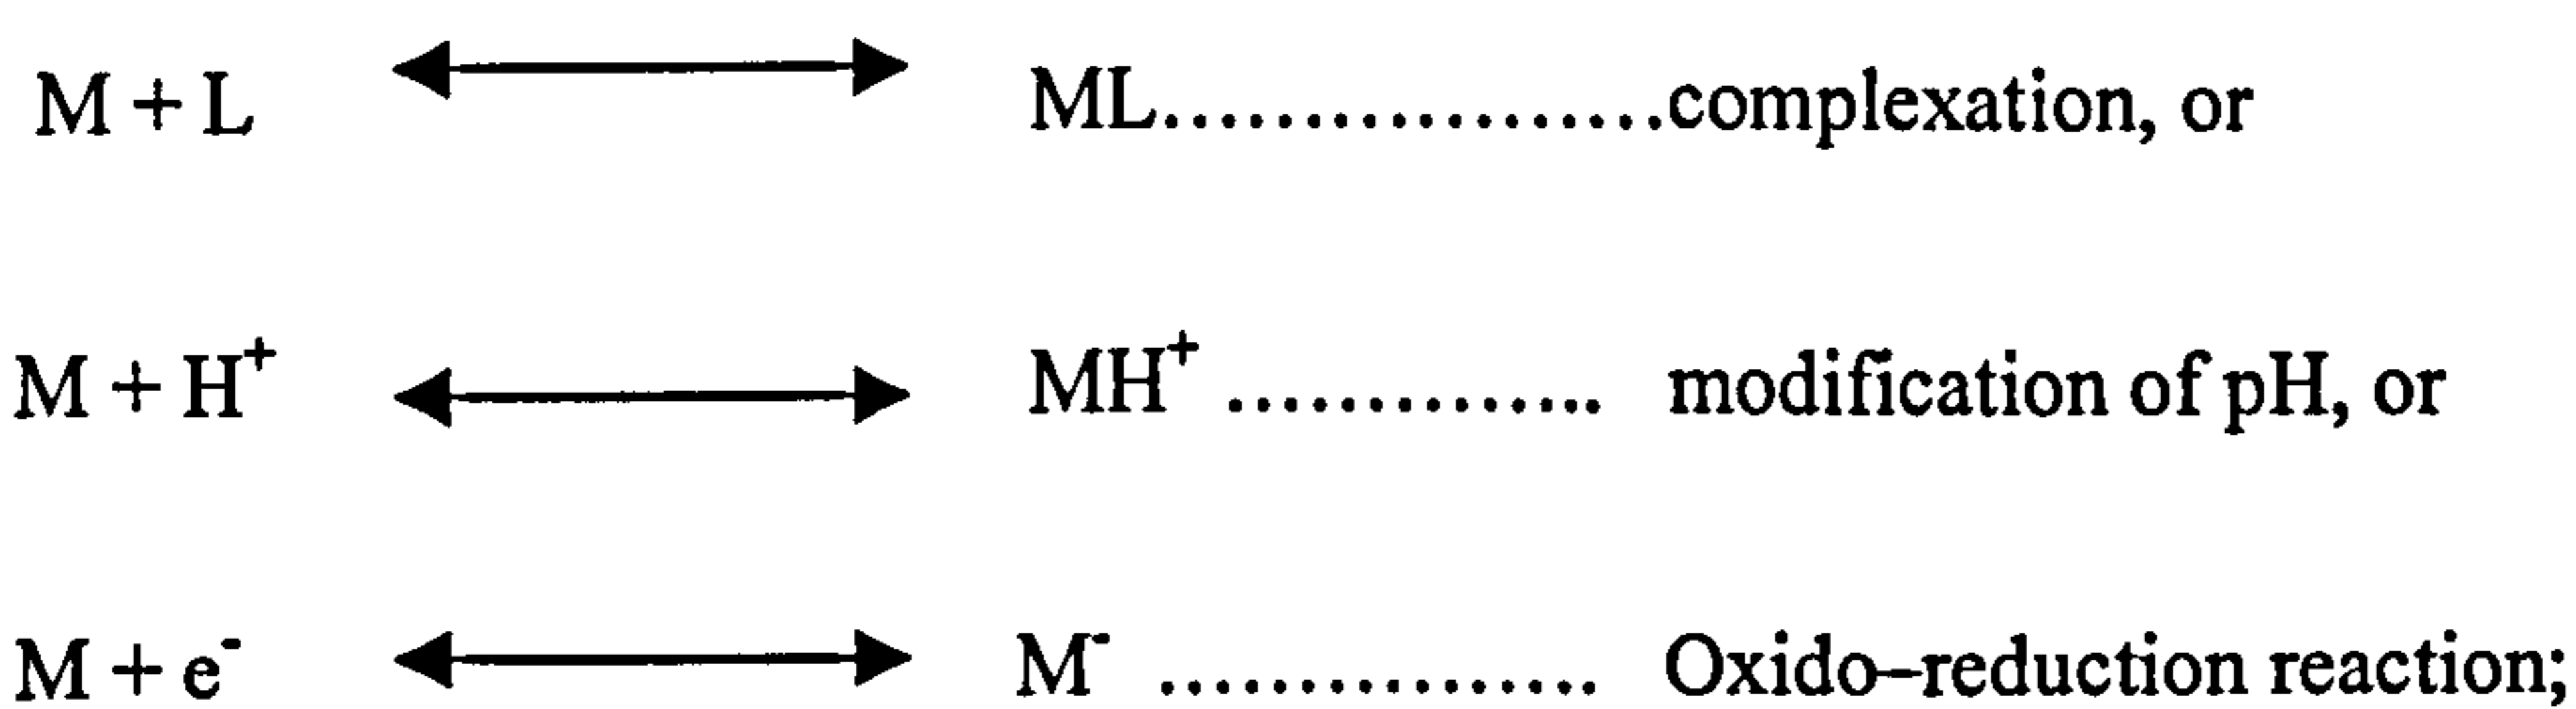 M + L ⟷ ML...................complexation, or
M + H⁺ ⟷ MH⁺ .............. modification of pH, or
M + e⁻ ⟷ M⁻ ................ Oxido–reduction reaction;